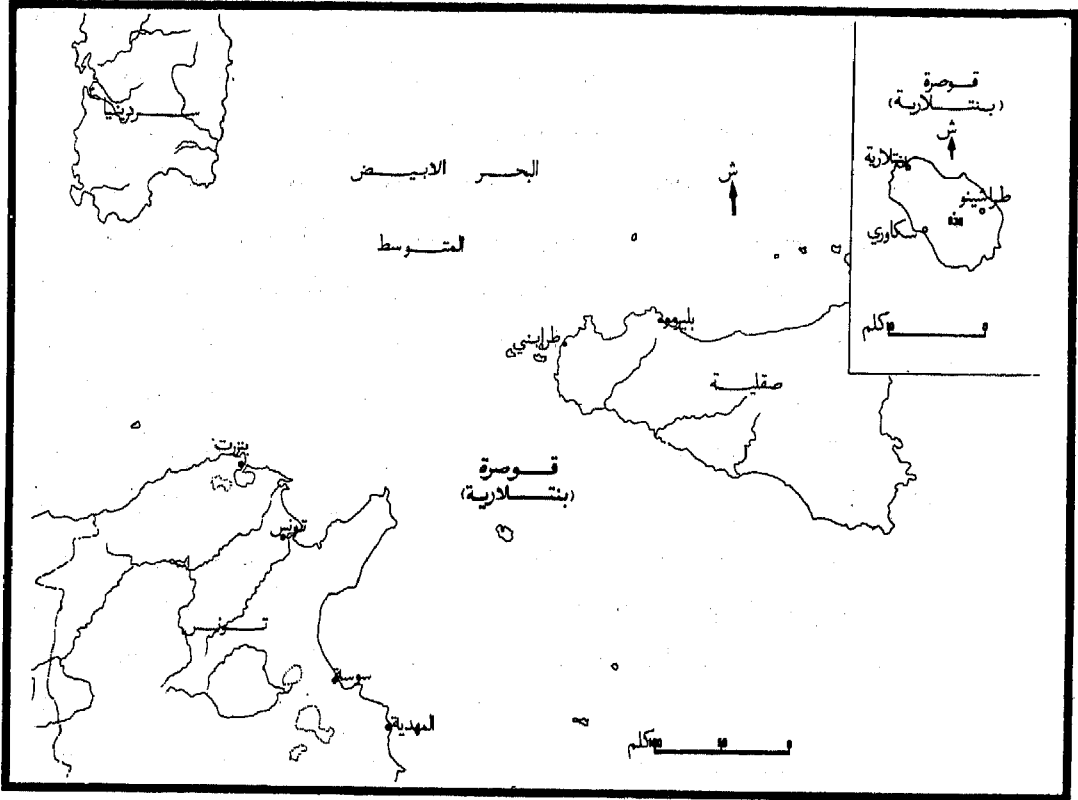 قوصرة
(بنتلارية)
ش
بنتلارية
طراشينو
سكاوري
كلم
سردينيا
البحر الابيض
المتوسط
ش
بليرمو
طرابني
صقلية
بنزرت
قوصرة
(بنتلارية)
تونس
تونس
سوسة
المهدية
كلم